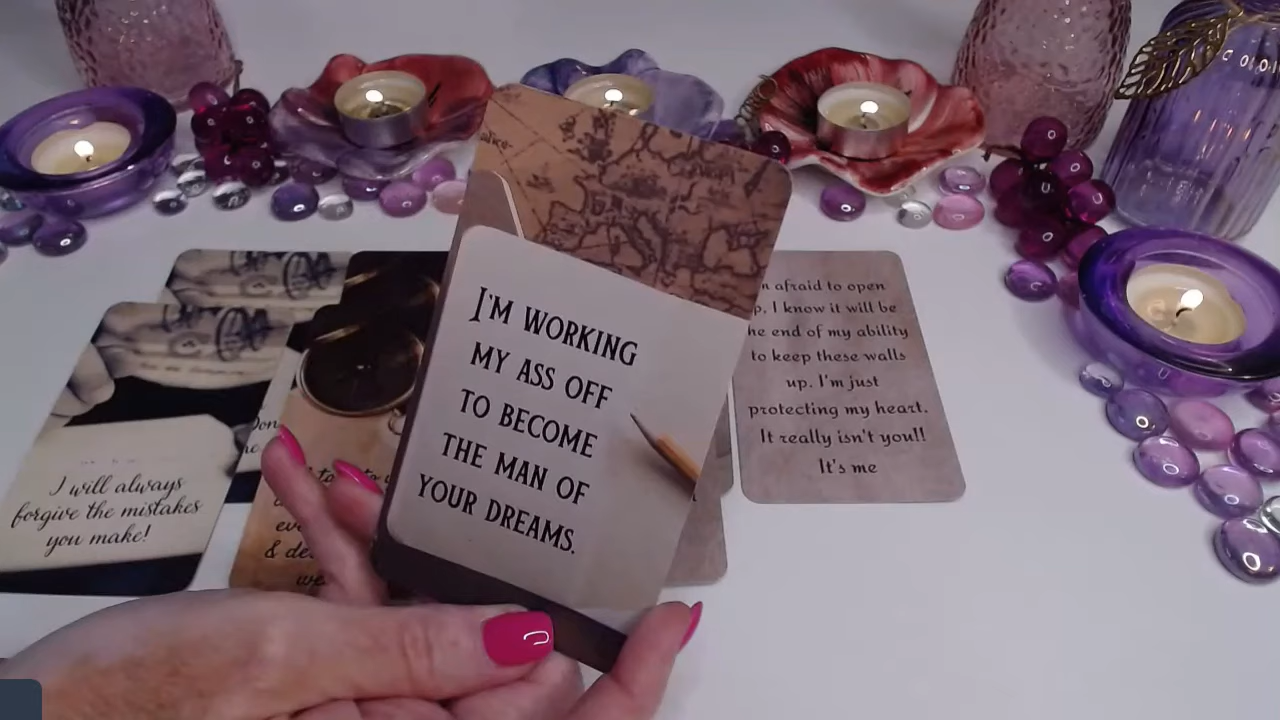 I'M WORKING
MY ASS OFF
TO BECOME
THE MAN OF
YOUR DREAMS.
I will always
forgive the mistakes
you make!
afraid to open
I know it will be
end of my ability
to keep these walls
up. I'm just
protecting my heart.
It really isn't you!!
It's me